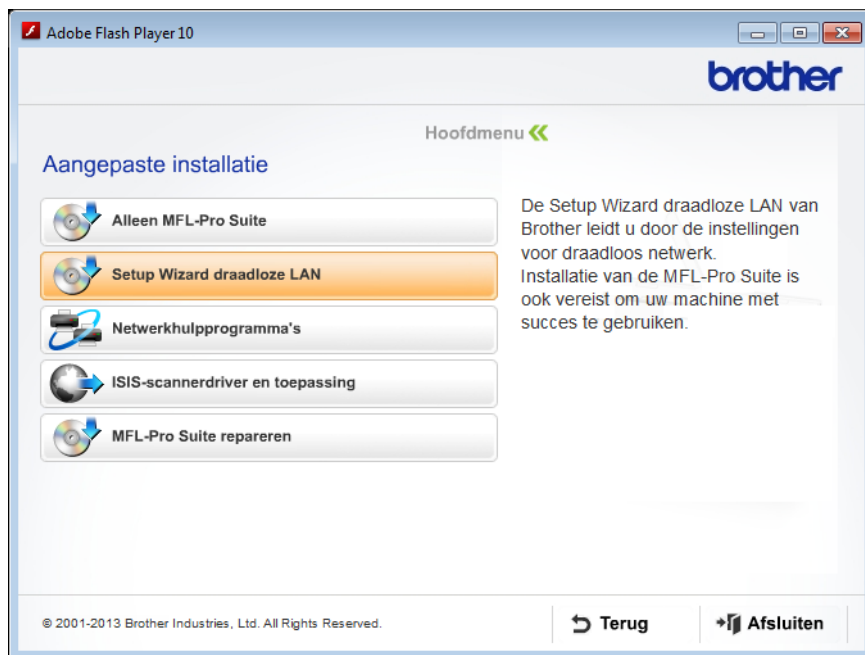 Adobe Flash Player 10
brother
Hoofdmenu
Aangepaste installatie
Alleen MFL-Pro Suite
Setup Wizard draadloze LAN
Netwerkhulpprogramma's
ISIS-scannerdriver en toepassing
MFL-Pro Suite repareren
De Setup Wizard draadloze LAN van
Brother leidt u door de instellingen
voor draadloos netwerk.
Installatie van de MFL-Pro Suite is
ook vereist om uw machine met
succes te gebruiken.
© 2001-2013 Brother Industries, Ltd. All Rights Reserved.
Terug
Afsluiten